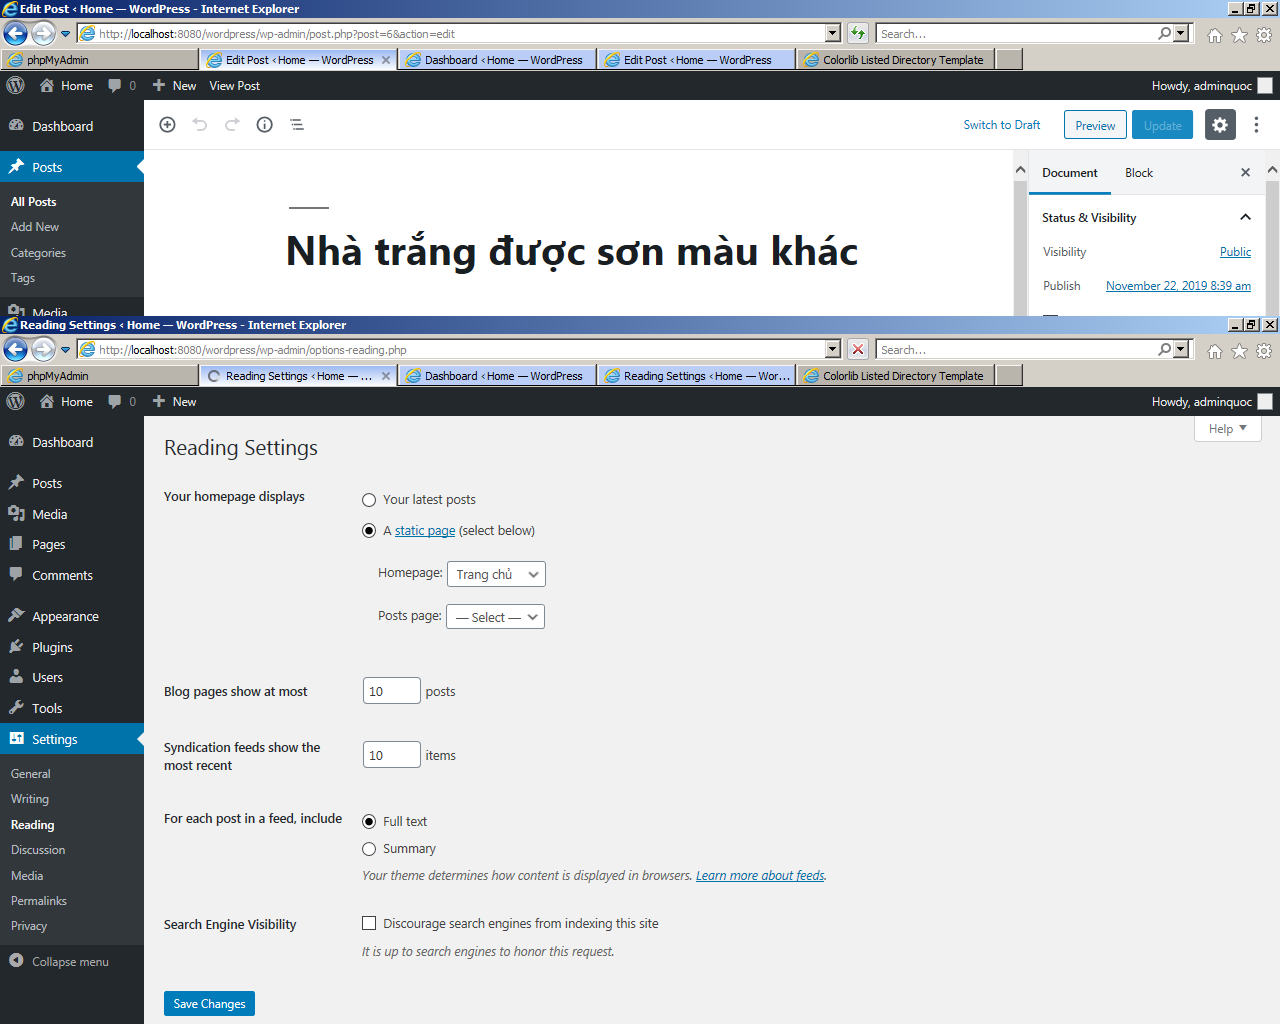 Edit Post ‹ Home — WordPress - Internet Explorer
http://localhost:8080/wordpress/wp-admin/post.php?post=6&action=edit
Search...
phpMyAdmin
Edit Post ‹ Home — WordPress
Dashboard ‹ Home — WordPress
Edit Post ‹ Home — WordPress
Colorlib Listed Directory Template
Home
0
New
View Post
Howdy, adminquoc
Dashboard
Switch to Draft
Preview
Update
Posts
All Posts
Add New
Categories
Tags
Media
Nhà trắng được sơn màu khác
Document
Block
Status & Visibility
Visibility
Public
Publish
November 22, 2019 8:39 am
Reading Settings ‹ Home — WordPress - Internet Explorer
http://localhost:8080/wordpress/wp-admin/options-reading.php
Search...
phpMyAdmin
Reading Settings ‹ Home — ...
Dashboard ‹ Home — WordPress
Reading Settings ‹ Home — Wor...
Colorlib Listed Directory Template
Home
0
New
Howdy, adminquoc
Help
Dashboard
Posts
Media
Pages
Comments
Appearance
Plugins
Users
Tools
Settings
General
Writing
Reading
Discussion
Media
Permalinks
Privacy
Collapse menu
Reading Settings
Your homepage displays
Your latest posts
A static page (select below)
Homepage: Trang chủ
Posts page: — Select —
Blog pages show at most
10 posts
Syndication feeds show the
most recent
10 items
For each post in a feed, include
Full text
Summary
Your theme determines how content is displayed in browsers. Learn more about feeds.
Search Engine Visibility
Discourage search engines from indexing this site
It is up to search engines to honor this request.
Save Changes